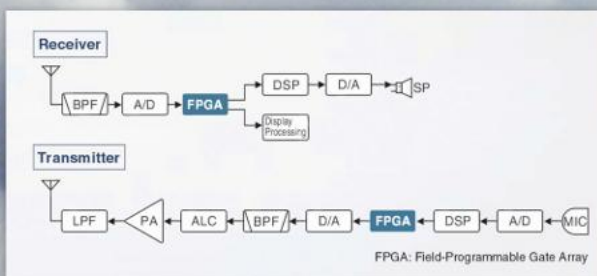 Receiver
BPF
A/D
FPGA
DSP
D/A
SP
Display
Processing
Transmitter
LPF
PA
ALC
BPF
D/A
FPGA
DSP
A/D
MIC
FPGA: Field-Programmable Gate Array